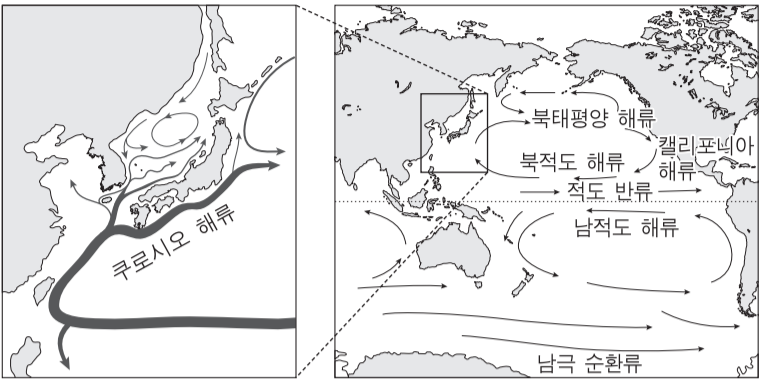 쿠로시오 해류
북태평양 해류
캘리포니아
해류
북적도 해류
적도 반류
남적도 해류
남극 순환류